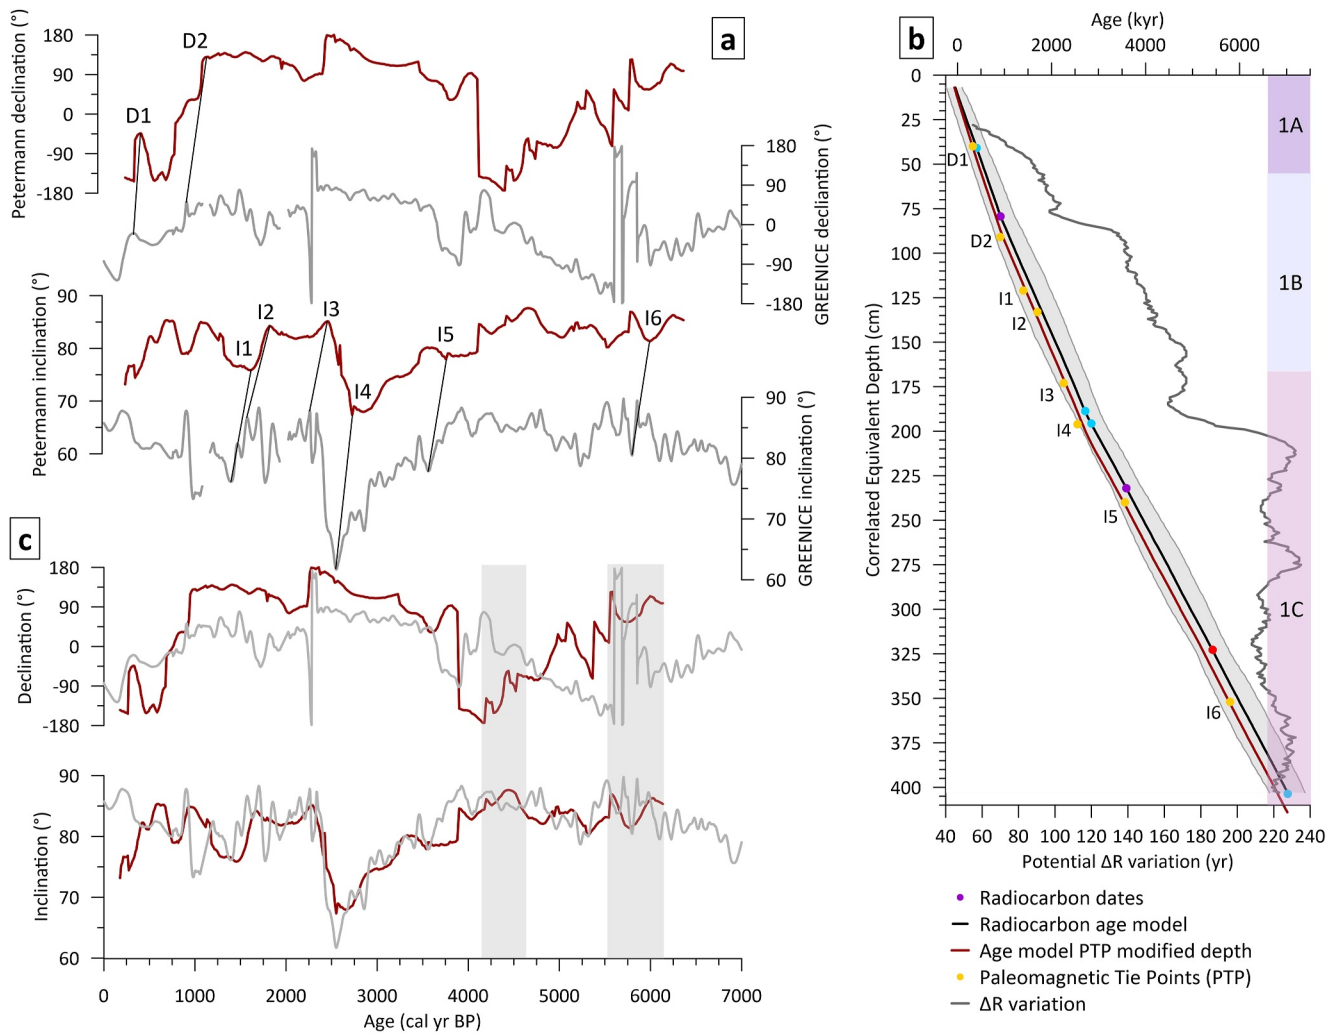 a
Petermann declination (°)
180
90
0
-90
-180
D1
D2
GREENICE decliantion (°)
180
90
0
-90
-180
Petermann inclination (°)
90
80
70
60
I1
I2
I3
I4
I5
I6
GREENICE inclination (°)
90
80
70
60
c
Declination (°)
180
90
0
-90
-180
Inclination (°)
90
80
70
60
0 1000 2000 3000 4000 5000 6000 7000
Age (cal yr BP)
b
Age (kyr)
0 2000 4000 6000
Correlated Equivalent Depth (cm)
0
25
50
75
100
125
150
175
200
225
250
275
300
325
350
375
400
D1
D2
I1
I2
I3
I4
I5
I6
1A
1B
1C
40 60 80 100 120 140 160 180 200 220 240
Potential ΔR variation (yr)
Radiocarbon dates
Radiocarbon age model
Age model PTP modified depth
Paleomagnetic Tie Points (PTP)
ΔR variation